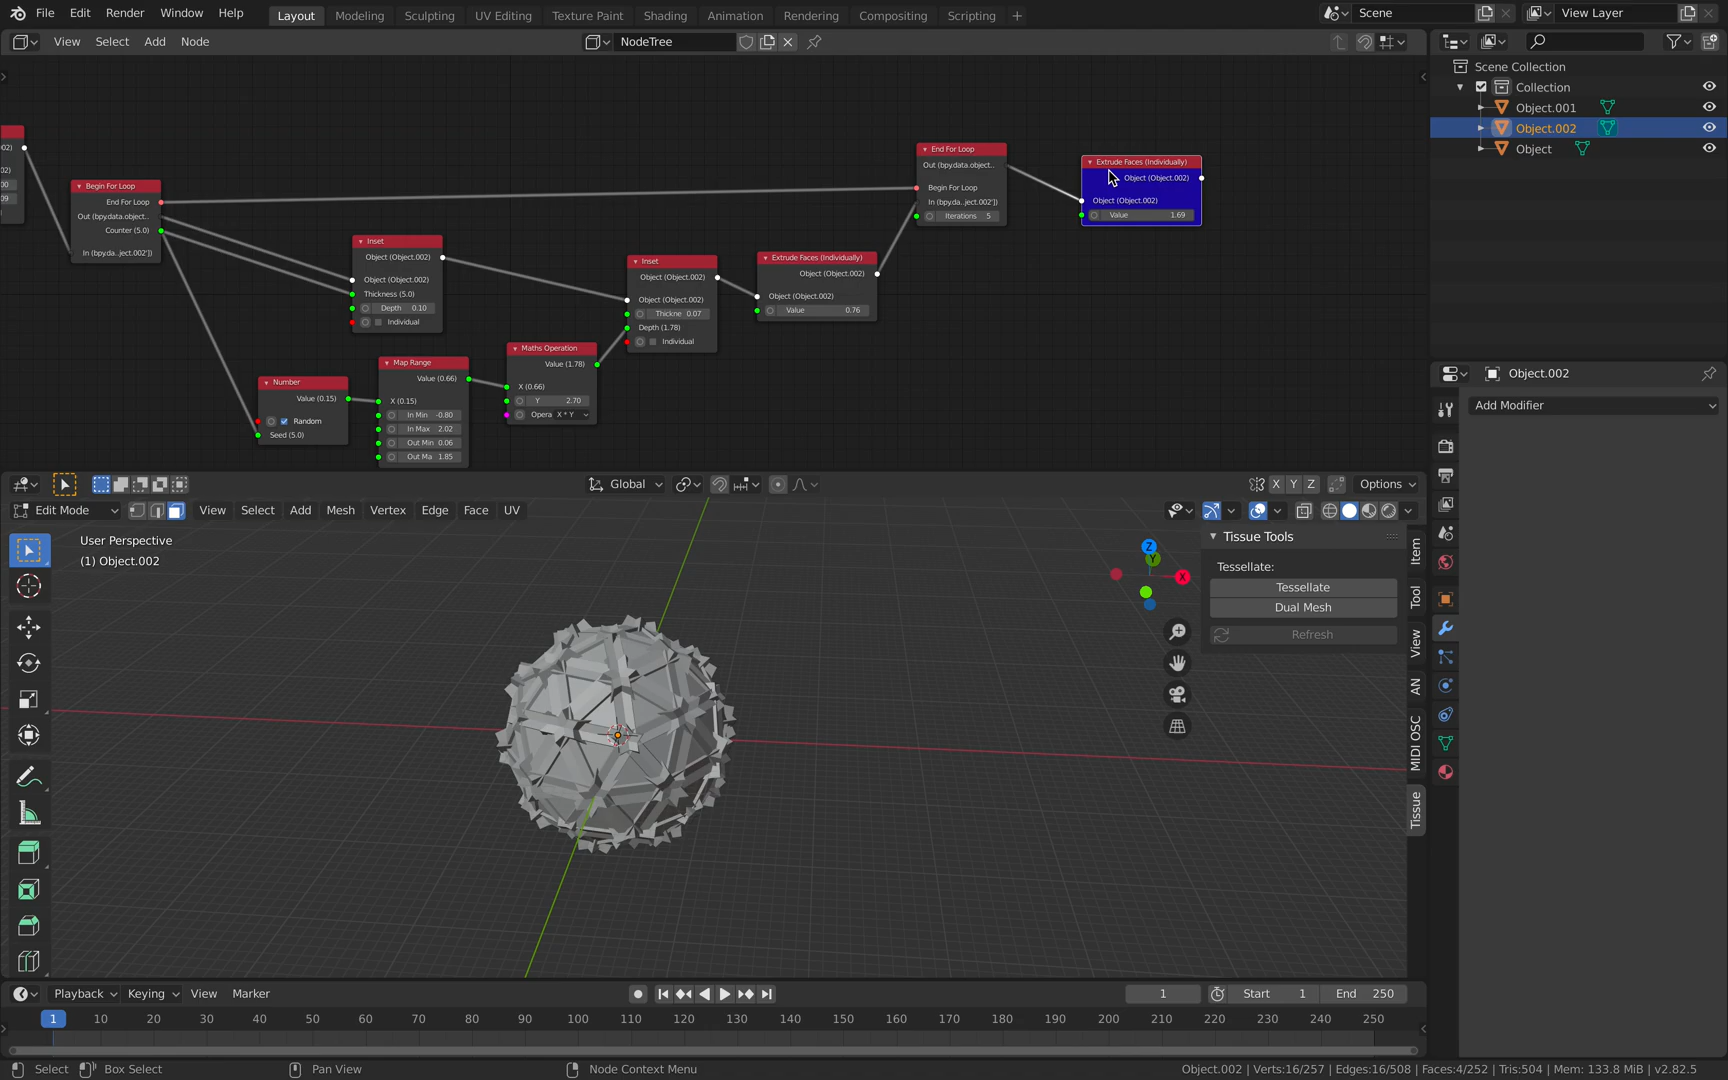 File Edit Render Window Help Layout Modeling Sculpting UV Editing Texture Paint Shading Animation Rendering Compositing Scripting + Scene View Layer
View Select Add Node NodeTree
Scene Collection
Collection
Object.001
Object.002
Object
02)
02)
00
09
Begin For Loop
End For Loop
Out (bpy.data.object..
Counter (5.0)
In (bpy.da..ject.002'])
Inset
Object (Object.002)
Object (Object.002)
Thickness (5.0)
Depth 0.10
Individual
Number
Value (0.15)
Random
Seed (5.0)
Map Range
Value (0.66)
X (0.15)
In Min -0.80
In Max 2.02
Out Min 0.06
Out Ma 1.85
Maths Operation
Value (1.78)
X (0.66)
Y 2.70
Opera X * Y
Inset
Object (Object.002)
Object (Object.002)
Thickne 0.07
Depth (1.78)
Individual
Extrude Faces (Individually)
Object (Object.002)
Object (Object.002)
Value 0.76
End For Loop
Out (bpy.data.object..
Begin For Loop
In (bpy.da..ject.002'])
Iterations 5
Extrude Faces (Individually)
Object (Object.002)
Object (Object.002)
Value 1.69
Object.002
Add Modifier
Global X Y Z Options
Edit Mode View Select Add Mesh Vertex Edge Face UV
User Perspective
(1) Object.002
Z
Y
X
Tissue Tools
Tessellate:
Tessellate
Dual Mesh
Refresh
Item
Tool
View
AN
MIDI OSC
Tissue
Playback Keying View Marker 1 Start 1 End 250
1 10 20 30 40 50 60 70 80 90 100 110 120 130 140 150 160 170 180 190 200 210 220 230 240 250
Select Box Select Pan View Node Context Menu Object.002 | Verts:16/257 | Edges:16/508 | Faces:4/252 | Tris:504 | Mem: 133.8 MiB | v2.82.5